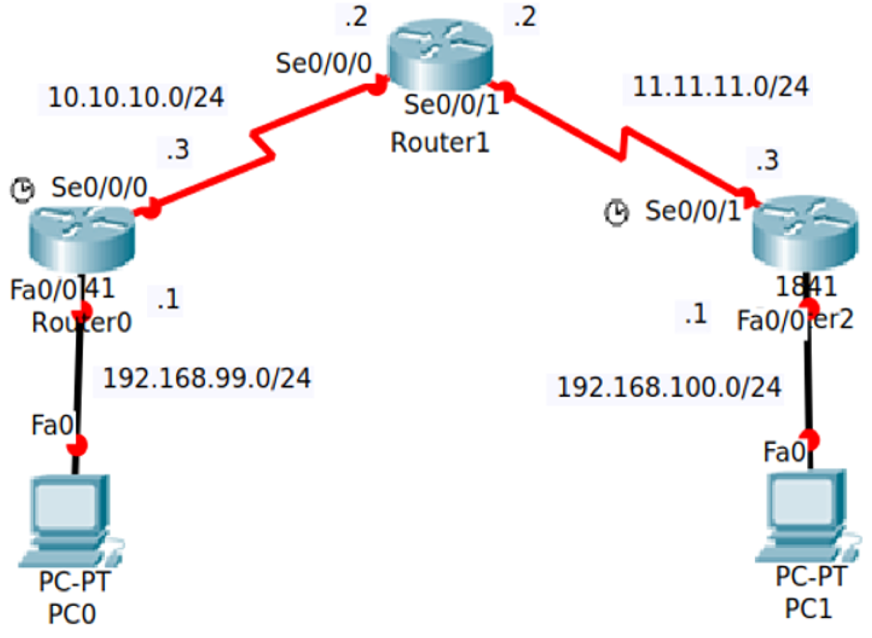 .2
.2
Se0/0/0
10.10.10.0/24
11.11.11.0/24
Se0/0/1
Router1
.3
.3
Se0/0/0
Se0/0/1
Fa0/0
41
.1
Router0
1841
.1
Fa0/0
er2
192.168.99.0/24
192.168.100.0/24
Fa0
Fa0
PC-PT
PC0
PC-PT
PC1